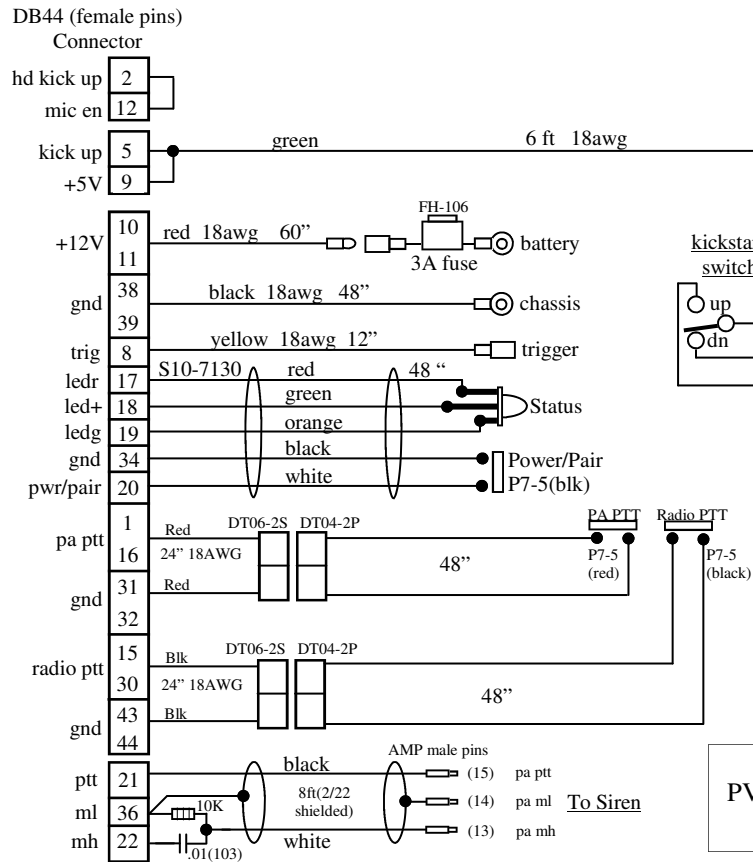 DB44 (female pins)
Connector
hd kick up 2
mic en 12
kick up 5 green 6 ft 18awg
+5V 9
FH-106
10
+12V red 18awg 60” battery
11 3A fuse
kickstar
switch
38
gnd black 18awg 48” chassis
39
up
dn
trig 8 yellow 18awg 12” trigger
ledr 17 S10-7130 red 48 “
led+ 18 green Status
ledg 19 orange
gnd 34 black Power/Pair
pwr/pair 20 white P7-5(blk)
1 DT06-2S DT04-2P PA PTT Radio PTT
pa ptt Red
16 24” 18AWG 48” P7-5 P7-5
(red) (black)
31 Red
gnd
32
15 DT06-2S DT04-2P
radio ptt Blk
30 24” 18AWG
48”
43 Blk
gnd
44
AMP male pins
ptt 21 black (15) pa ptt
8ft(2/22
shielded)
ml 36 10K (14) pa ml To Siren
mh 22 white (13) pa mh
.01(103)
PV